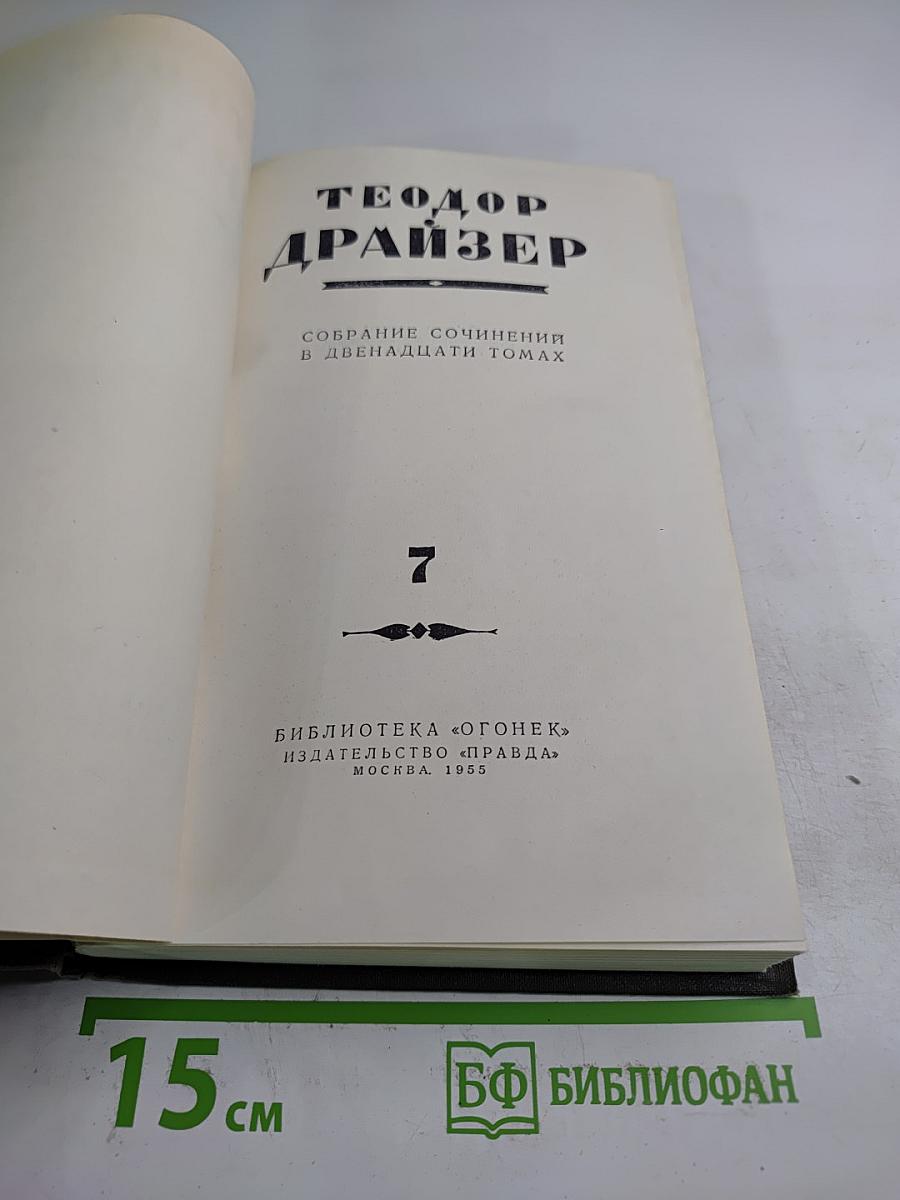 ТЕОДОР
ДРАЙЗЕР
СОБРАНИЕ СОЧИНЕНИЙ
В ДВЕНАДЦАТИ ТОМАХ
7
БИБЛИОТЕКА «ОГОНЕК»
ИЗДАТЕЛЬСТВО «ПРАВДА»
МОСКВА. 1955
15 см
БФ БИБЛИОФАН